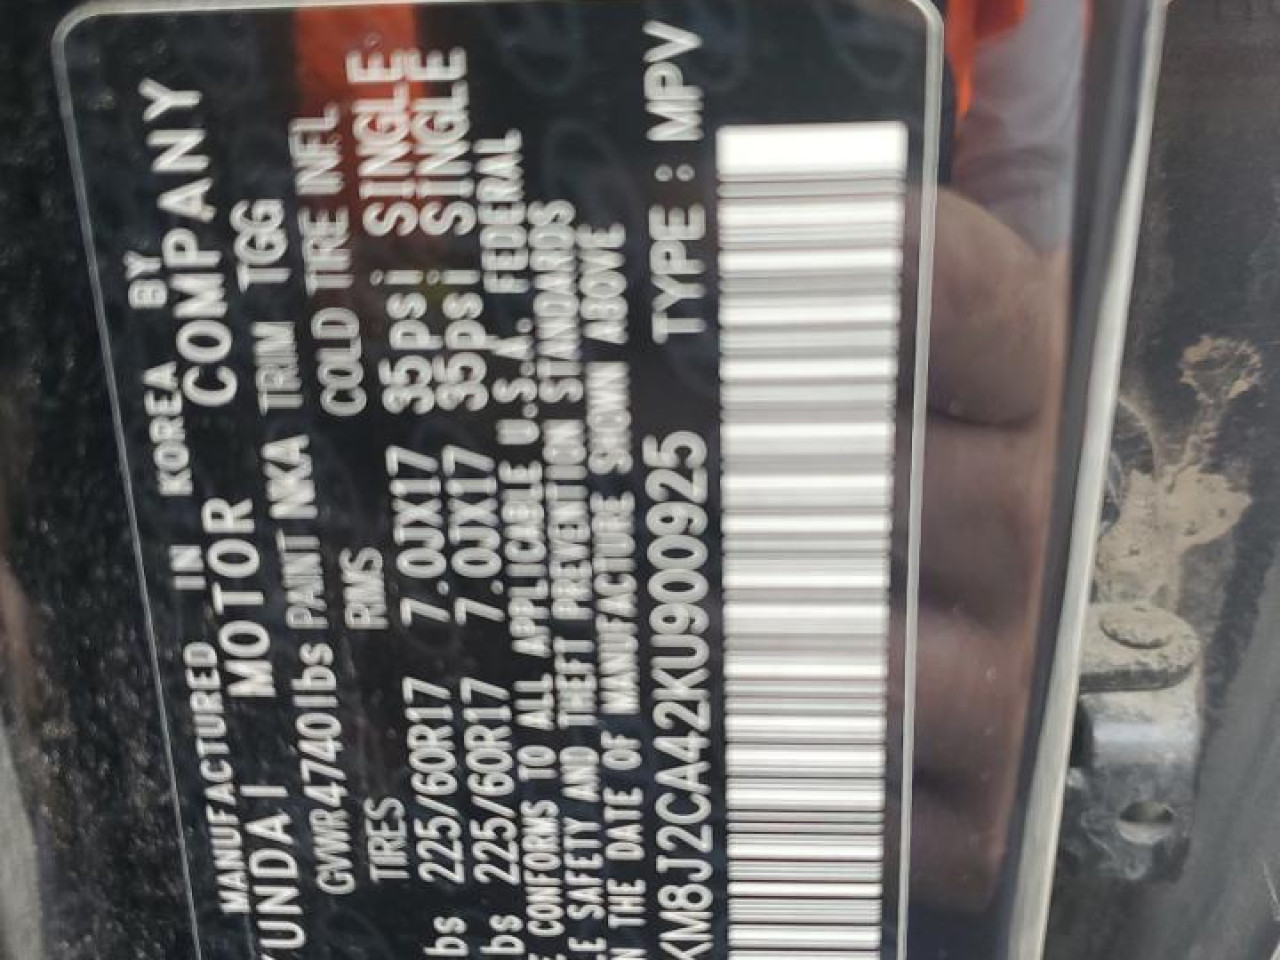 MANUFACTURED IN KOREA BY
YUNDAI MOTOR COMPANY
GVWR 4740lbs PAINT NKA TRIM TGG
TIRES RIMS COLD TIRE INFL
bs 225/60R17 7.0JX17 35psi SINGLE
bs 225/60R17 7.0JX17 35psi SINGLE
E CONFORMS TO ALL APPLICABLE U.S.A. FEDERAL
LE SAFETY AND THEFT PREVENTION STANDARDS
N THE DATE OF MANUFACTURE SHOWN ABOVE
KM8J2CA42KU900925 TYPE : MPV